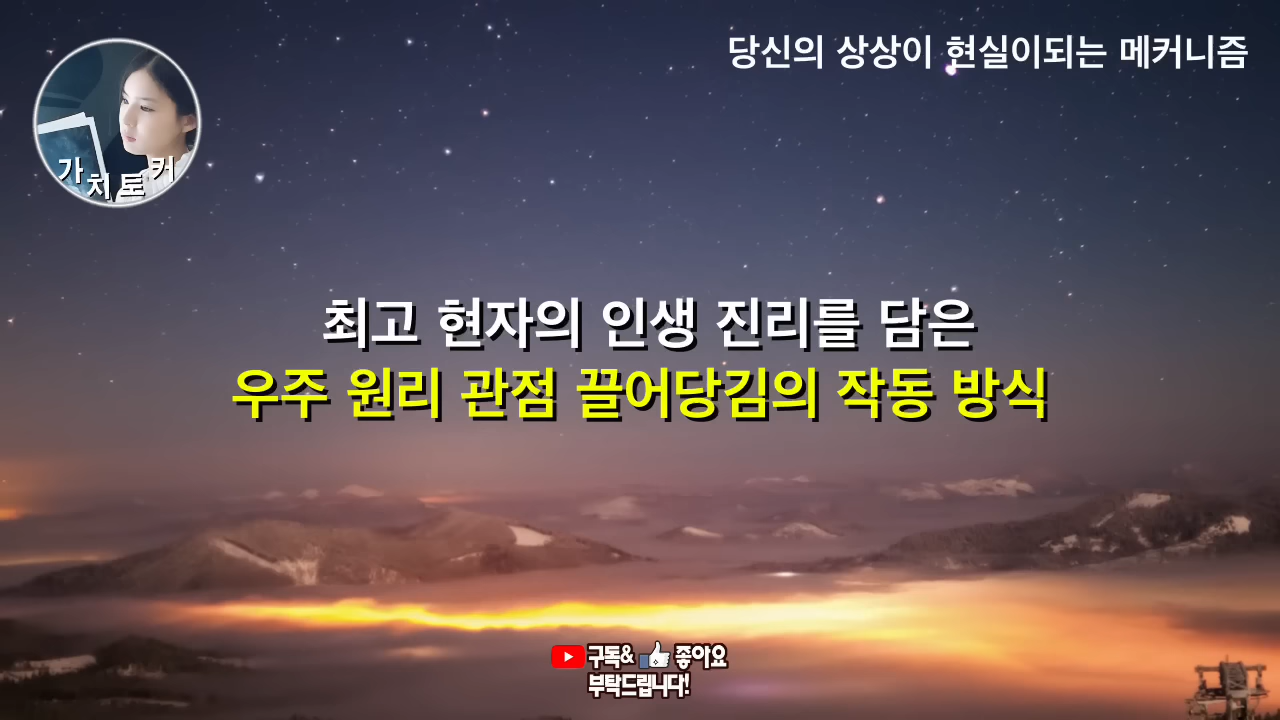 당신의 상상이 현실이되는 메커니즘
가치토커
최고 현자의 인생 진리를 담은
우주 원리 관점 끌어당김의 작동 방식
구독& 좋아요
부탁드립니다!